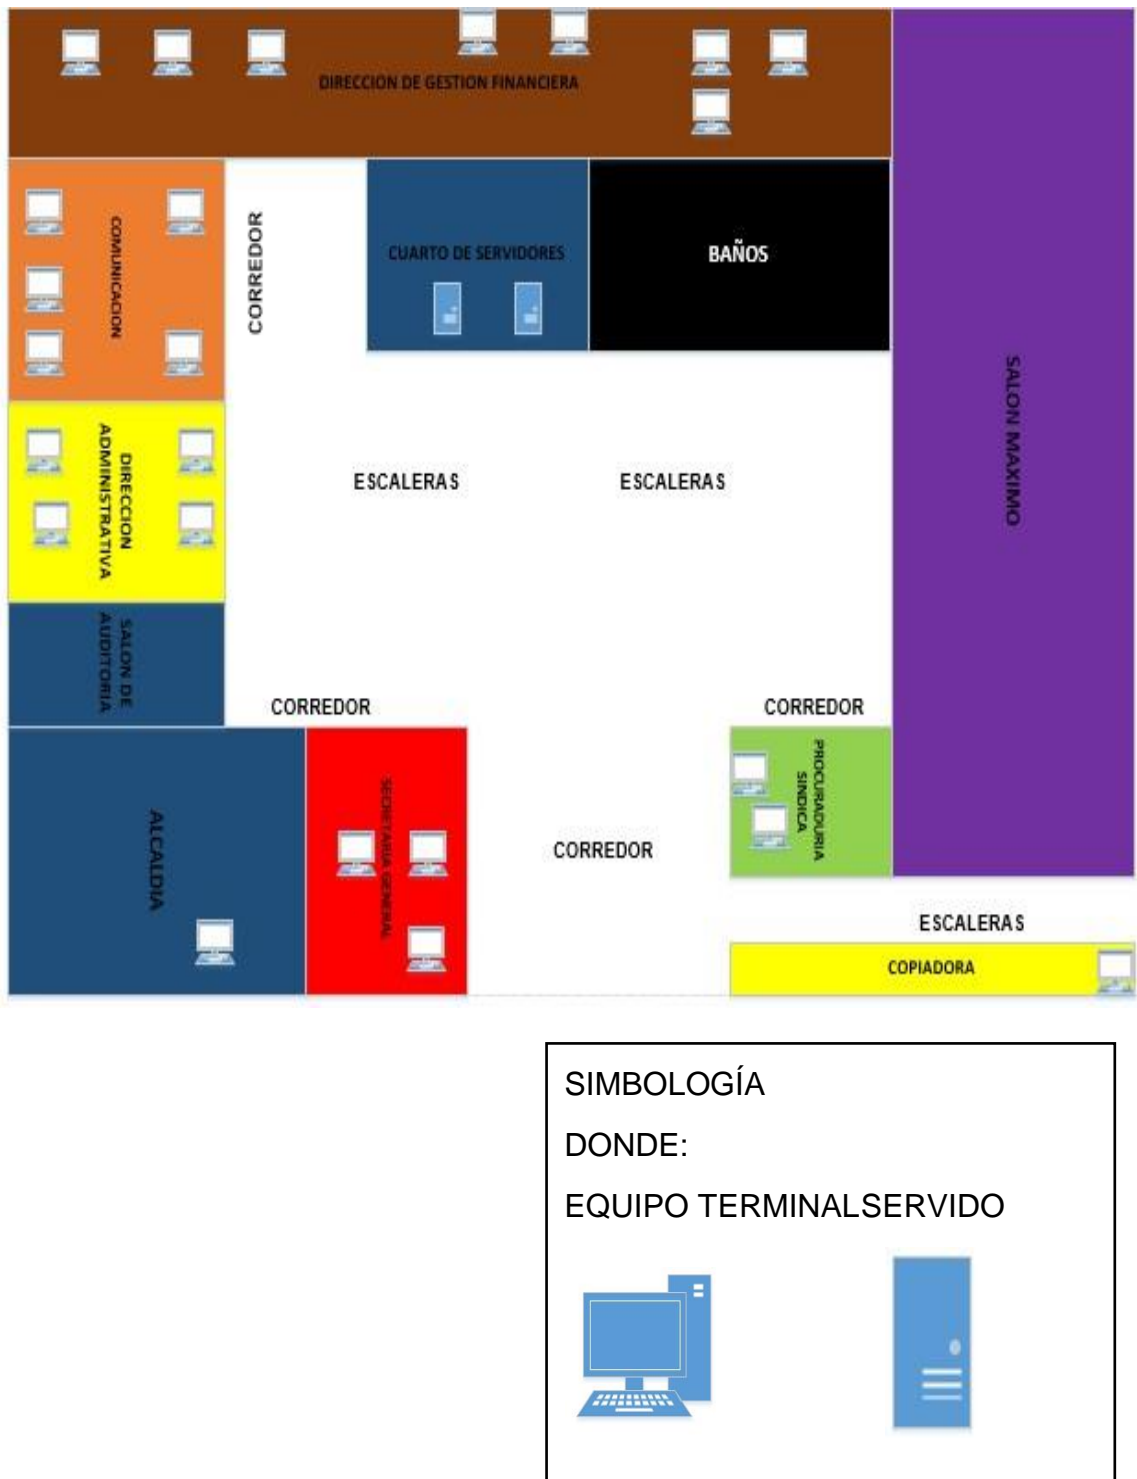 DIRECCION DE GESTION FINANCIERA
COMUNICACION
CORREDOR
CUARTO DE SERVIDORES
BAÑOS
SALON MAXIMO
DIRECCION
ADMINISTRATIVA
ESCALERAS
ESCALERAS
SALON DE
AUDITORIA
CORREDOR
CORREDOR
ALCALDIA
SECRETARIA GENERAL
CORREDOR
PROCURADURIA
SINDICA
ESCALERAS
COPIADORA
SIMBOLOGÍA
DONDE:
EQUIPO TERMINALSERVIDO